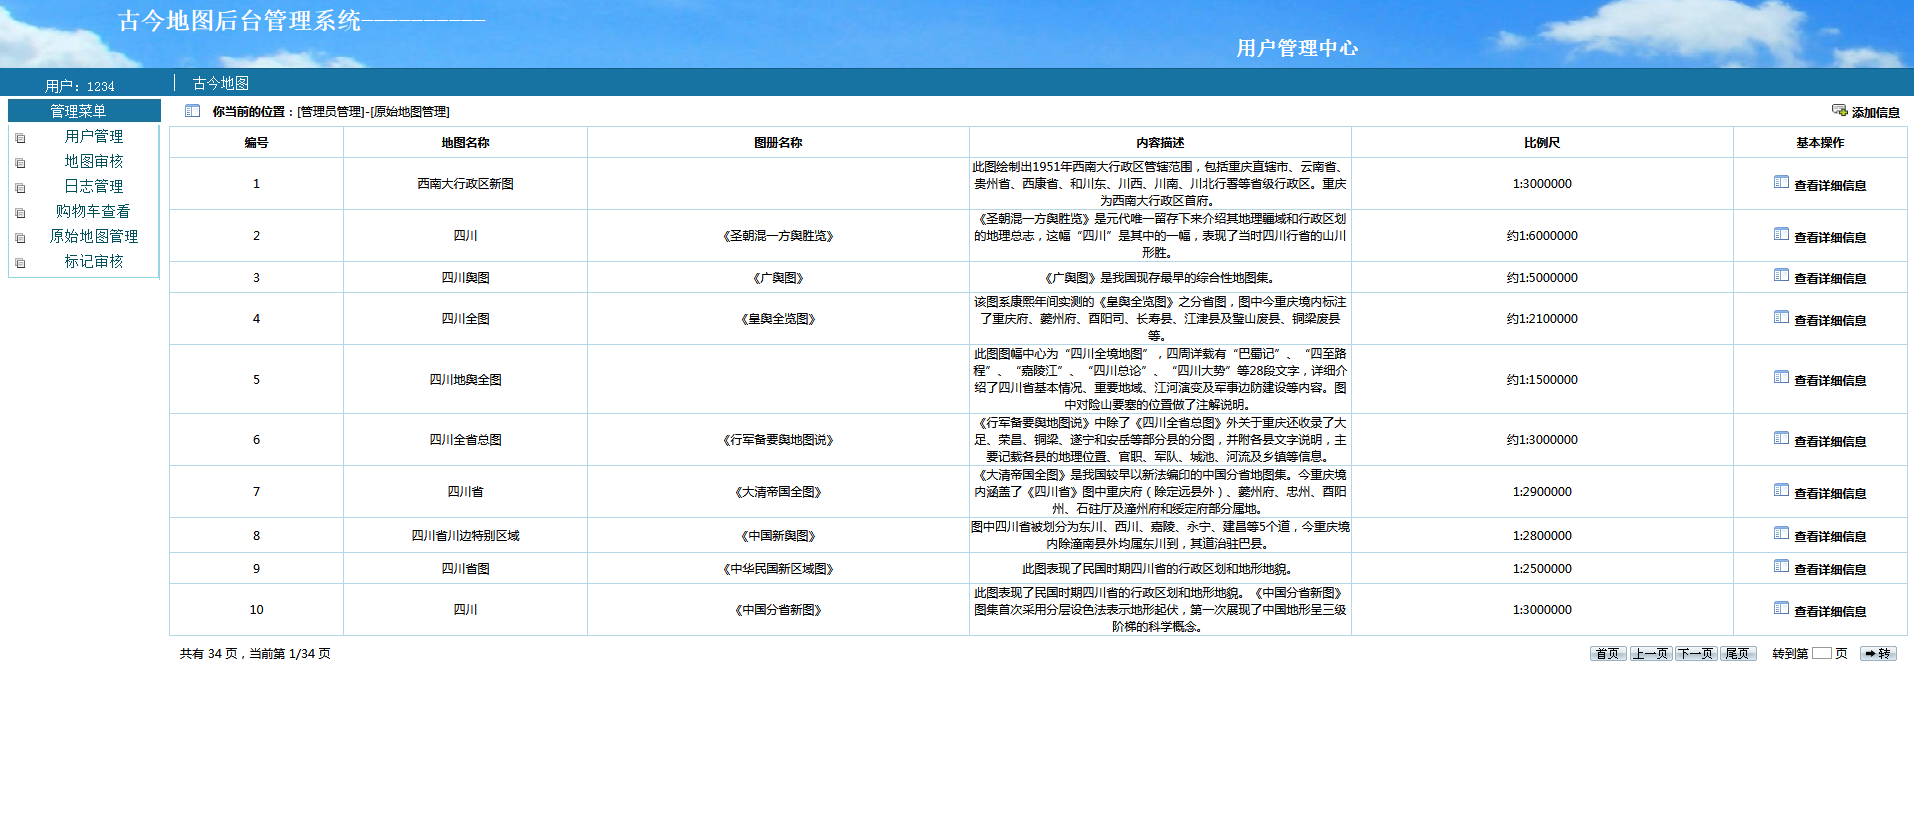 古今地图后台管理系统——————————
用户管理中心
用户：1234
古今地图
管理菜单
用户管理
地图审核
日志管理
购物车查看
原始地图管理
标记审核
你当前的位置：[管理员管理]-[原始地图管理]
添加信息
编号 地图名称 图册名称 内容描述 比例尺 基本操作
1 西南大行政区新图 此图绘制出1951年西南大行政区管辖范围，包括重庆直辖市、云南省、
贵州省、西康省、和川东、川西、川南、川北行署等省级行政区。重庆
为西南大行政区首府。
1:3000000 查看详细信息
2 四川 《圣朝混一方舆胜览》 《圣朝混一方舆胜览》是元代唯一留存下来介绍其地理疆域和行政区划
的地理总志，这幅“四川”是其中的一幅，表现了当时四川行省的山川
形胜。
约1:6000000 查看详细信息
3 四川舆图 《广舆图》 《广舆图》是我国现存最早的综合性地图集。 约1:5000000 查看详细信息
4 四川全图 《皇舆全览图》 该图系康熙年间实测的《皇舆全览图》之分省图，图中今重庆境内标注
了重庆府、夔州府、酉阳司、长寿县、江津县及璧山废县、铜梁废县
等。
约1:2100000 查看详细信息
5 四川地舆全图 此图图幅中心为“四川全境地图”，四周详载有“巴蜀记”、“四至路
程”、“嘉陵江”、“四川总论”、“四川大势”等28段文字，详细介
绍了四川省基本情况、重要地域、江河演变及军事边防建设等内容。图
中对险山要塞的位置做了注解说明。
约1:1500000 查看详细信息
6 四川全省总图 《行军备要舆地图说》 《行军备要舆地图说》中除了《四川全省总图》外关于重庆还收录了大
足、荣昌、铜梁、遂宁和安岳等部分县的分图，并附各县文字说明，主
要记载各县的地理位置、官职、军队、城池、河流及乡镇等信息。
约1:3000000 查看详细信息
7 四川省 《大清帝国全图》 《大清帝国全图》是我国较早以新法编印的中国分省地图集。今重庆境
内涵盖了《四川省》图中重庆府（除定远县外）、夔州府、忠州、酉阳
州、石砫厅及潼州府和绥定府部分属地。
1:2900000 查看详细信息
8 四川省川边特别区域 《中国新舆图》 图中四川省被划分为东川、西川、嘉陵、永宁、建昌等5个道，今重庆境
内除潼南县外均属东川到，其道治驻巴县。
1:2800000 查看详细信息
9 四川省图 《中华民国新区域图》 此图表现了民国时期四川省的行政区划和地形地貌。 1:2500000 查看详细信息
10 四川 《中国分省新图》 此图表现了民国时期四川省的行政区划和地形地貌。《中国分省新图》
图集首次采用分层设色法表示地形起伏，第一次展现了中国地形呈三级
阶梯的科学概念。
1:3000000 查看详细信息
共有 34 页，当前第 1/34 页
首页 上一页 下一页 尾页 转到第 页 转